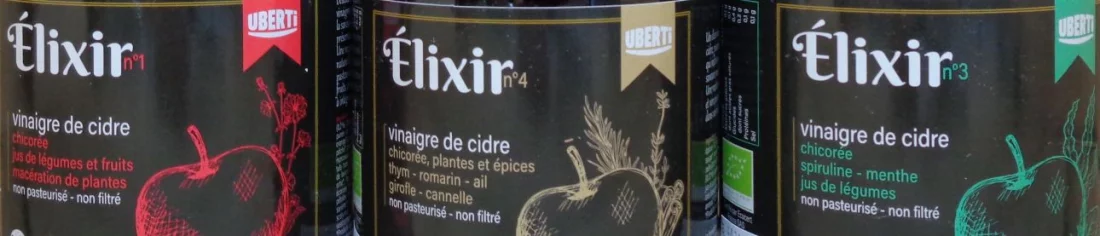 UBERTI
Élixir n°1
vinaigre de cidre
chicorée
jus de légumes et fruits
macération de plantes
non pasteurisé - non filtré
UBERTI
Élixir n°4
vinaigre de cidre
chicorée, plantes et épices
thym - romarin - ail
girofle - cannelle
non pasteurisé - non filtré
UBERTI
Élixir n°3
vinaigre de cidre
chicorée
spiruline - menthe
jus de légumes
non pasteurisé - non filtré
Protéines
Sel